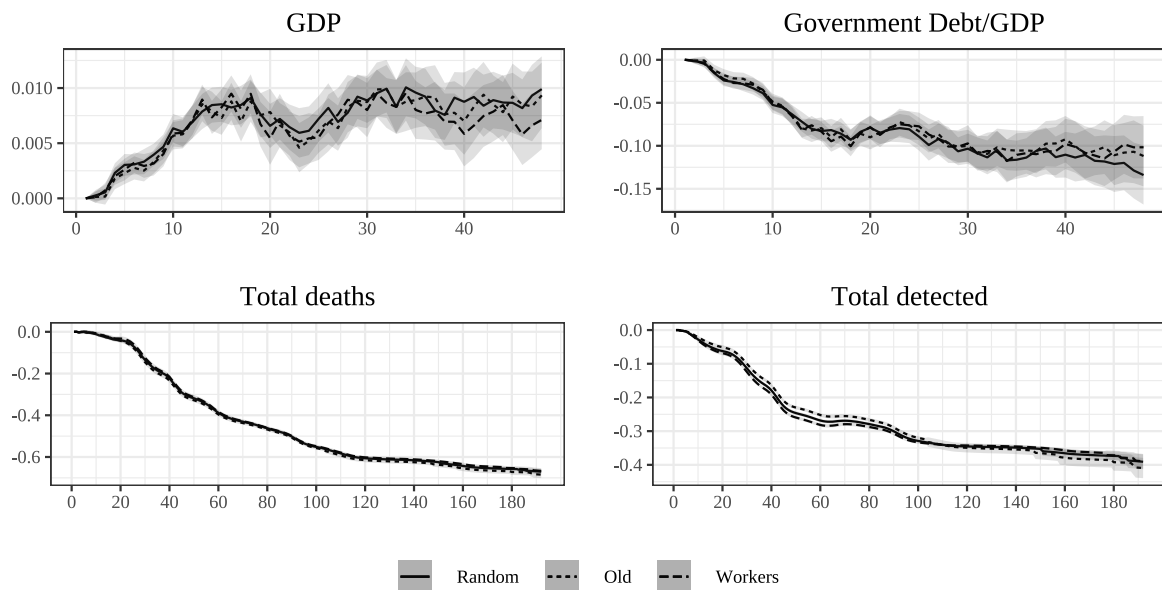 GDP
Government Debt/GDP
0.010
0.005
0.000
0 10 20 30 40
0.00
-0.05
-0.10
-0.15
0 10 20 30 40
Total deaths
Total detected
0.0
-0.2
-0.4
-0.6
0 20 40 60 80 100 120 140 160 180
0.0
-0.1
-0.2
-0.3
-0.4
0 20 40 60 80 100 120 140 160 180
Random Old Workers